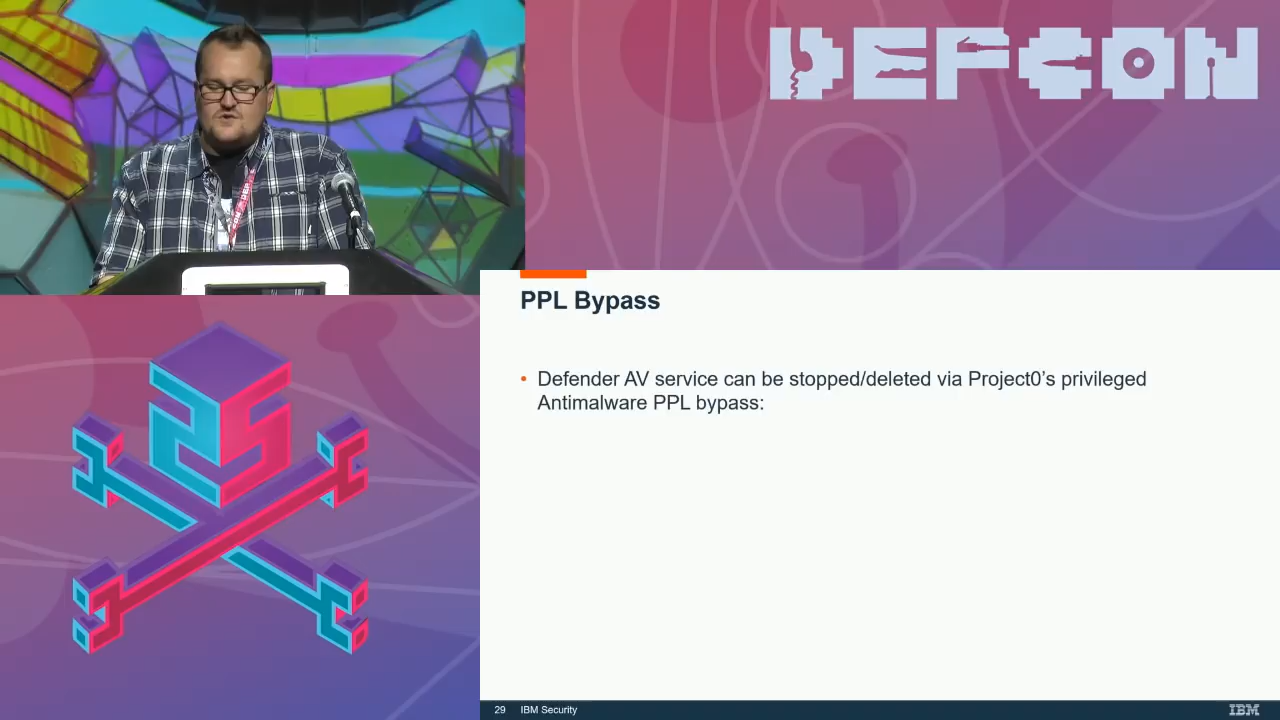 DEFCON
PPL Bypass
• Defender AV service can be stopped/deleted via Project0's privileged
Antimalware PPL bypass:
29 IBM Security
IBM